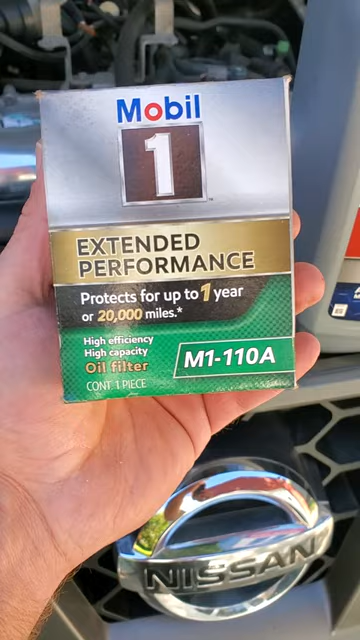 Mobil
1
EXTENDED
PERFORMANCE
Protects for up to 1 year
or 20,000 miles.*
High efficiency
High capacity
Oil filter
M1-110A
CONT. 1 PIECE
NISSAN